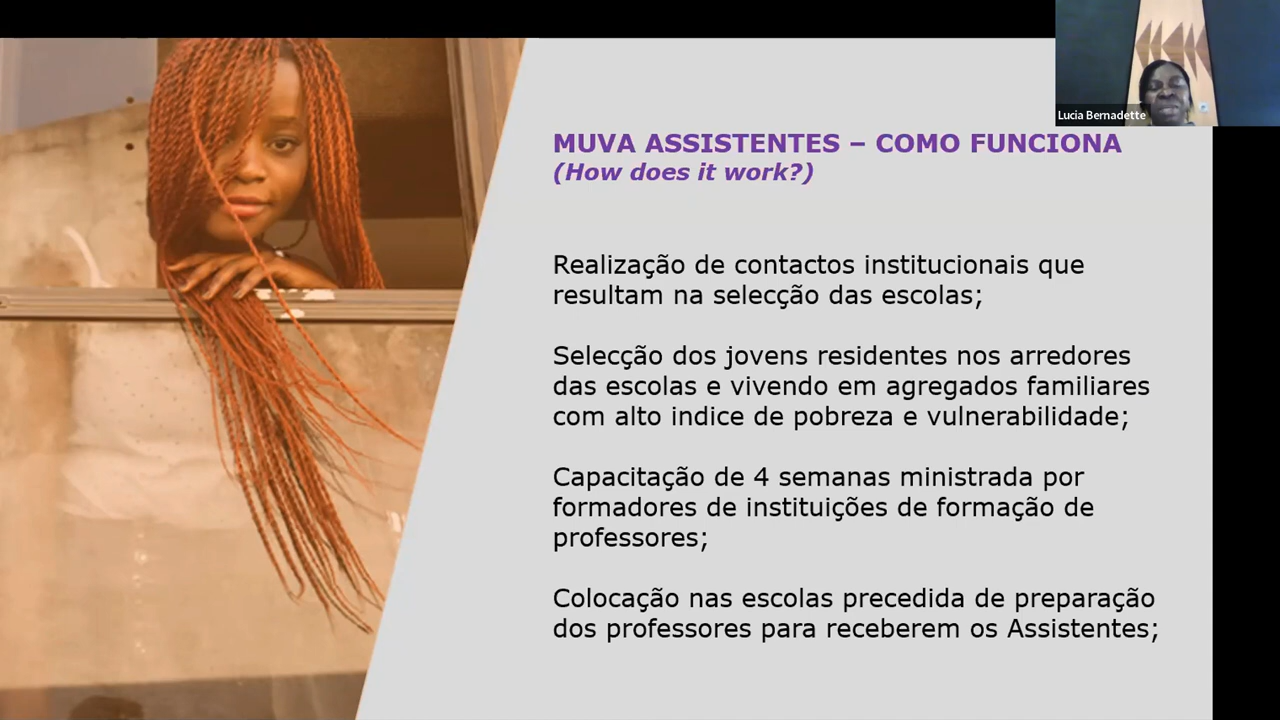 Lucia Bernadette
MUVA ASSISTENTES – COMO FUNCIONA
(How does it work?)
Realização de contactos institucionais que
resultam na selecção das escolas;
Selecção dos jovens residentes nos arredores
das escolas e vivendo em agregados familiares
com alto indice de pobreza e vulnerabilidade;
Capacitação de 4 semanas ministrada por
formadores de instituições de formação de
professores;
Colocação nas escolas precedida de preparação
dos professores para receberem os Assistentes;